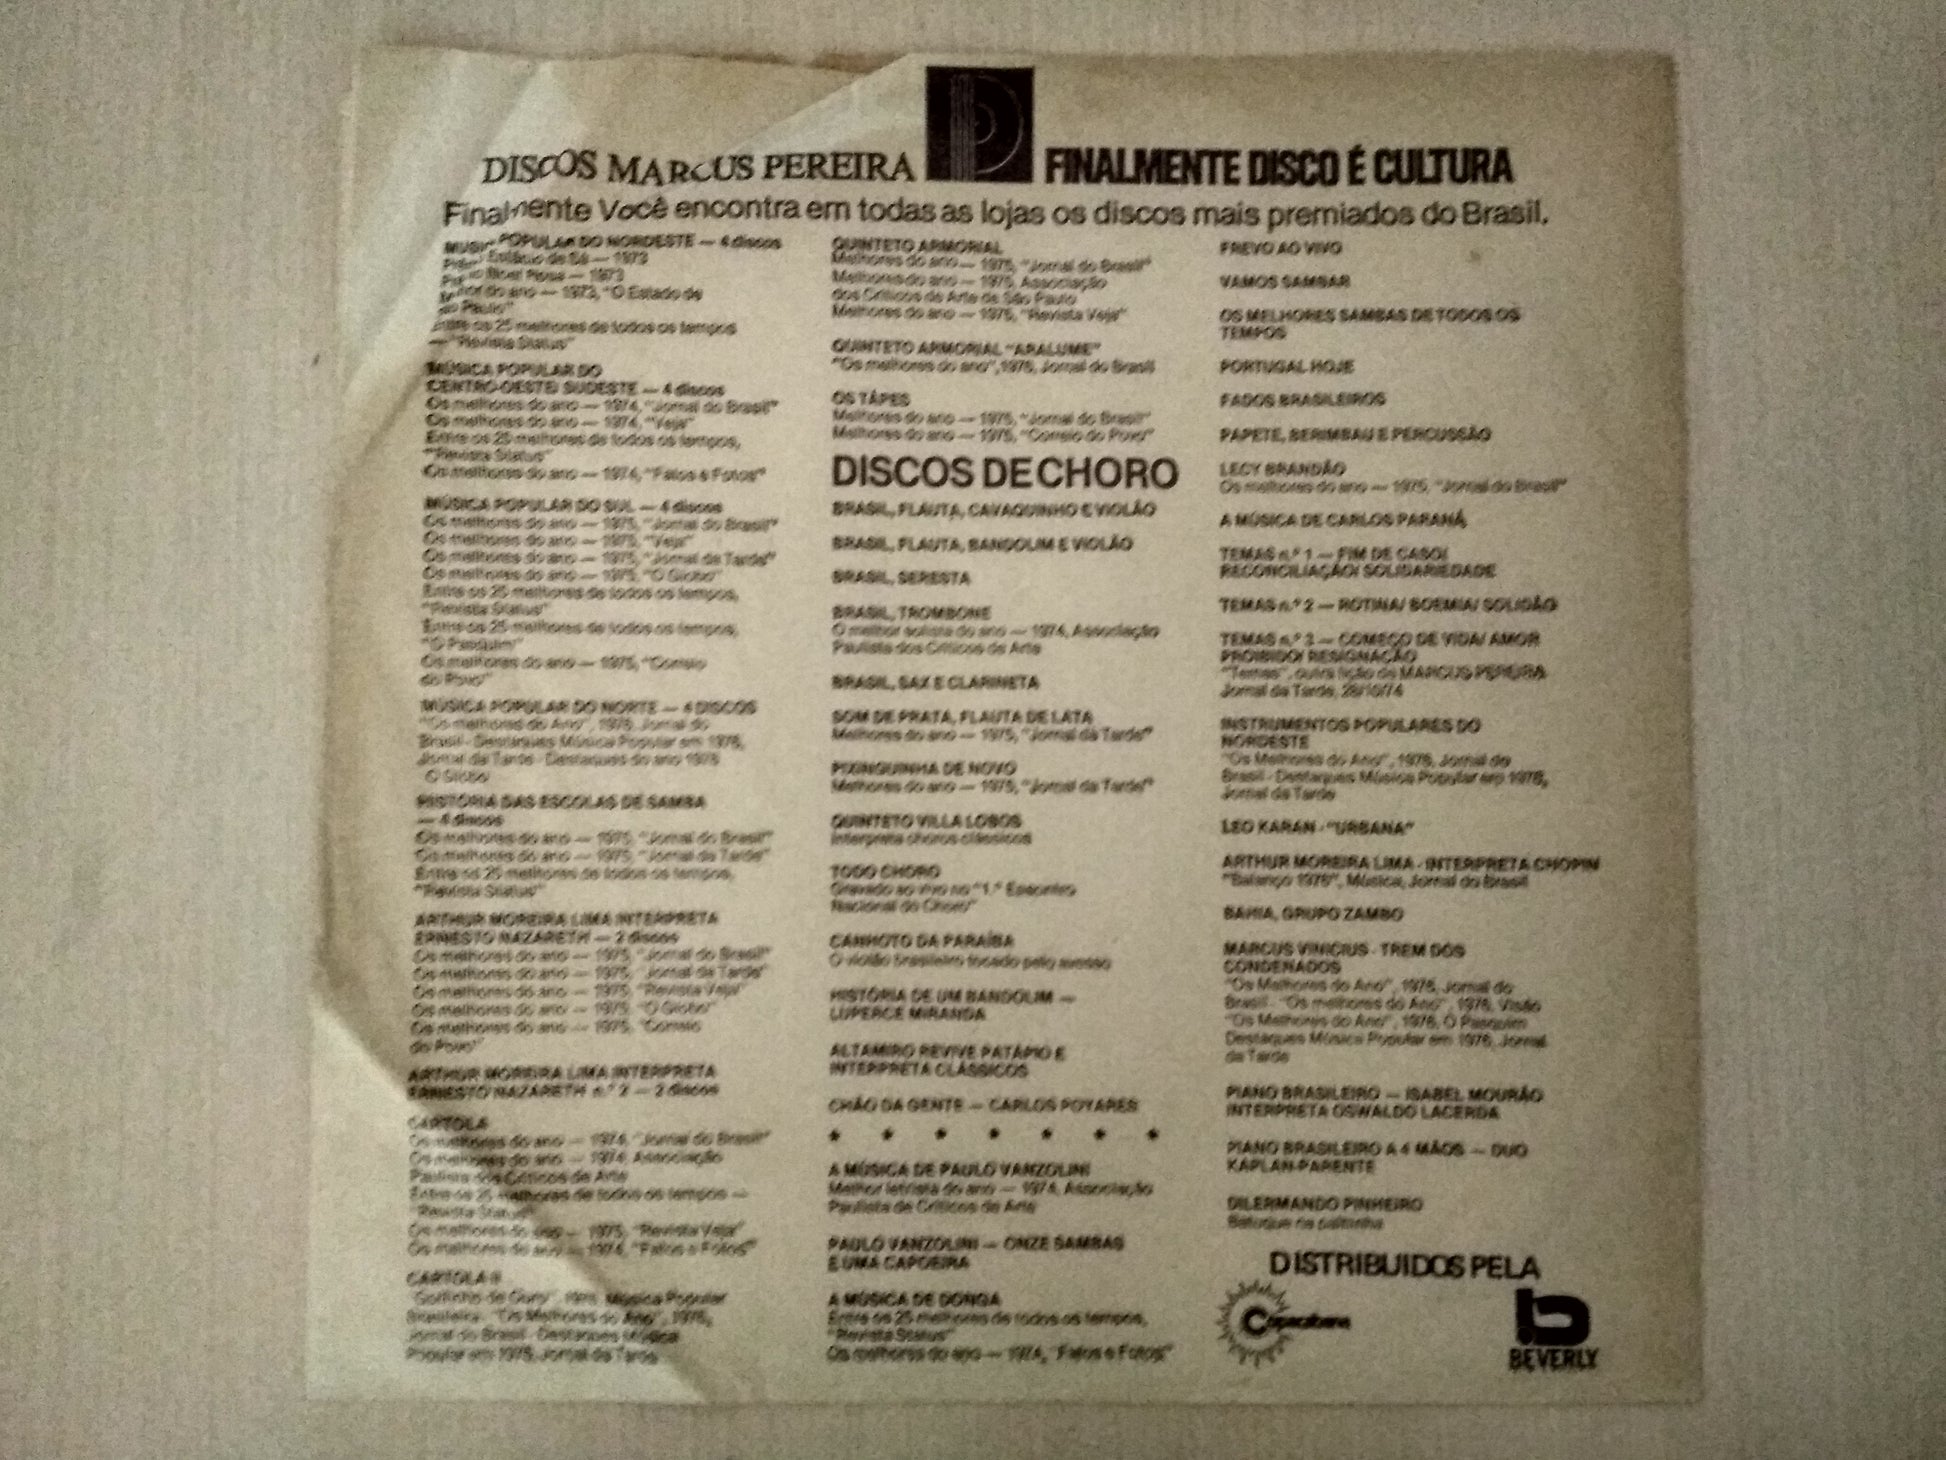 DISCOS MARCUS PEREIRA
FINALMENTE DISCO É CULTURA
Finalmente Você encontra em todas as lojas os discos mais premiados do Brasil.
POPULAR DO NORDESTE — 4 discos
Estácio de Sá — 1973
Noel Rosa — 1973
do ano — 1973, "O Estado de
Paulo"
Entre os 25 melhores de todos os tempos
— "Revista Status"
MÚSICA POPULAR DO
CENTRO-OESTE/ SUDESTE — 4 discos
Os melhores do ano — 1974, "Jornal do Brasil"
Os melhores do ano — 1974, "Veja"
Entre os 25 melhores de todos os tempos,
"Revista Status"
Os melhores do ano — 1974, "Fatos e Fotos"
MÚSICA POPULAR DO SUL — 4 discos
Os melhores do ano — 1975, "Jornal do Brasil"
Os melhores do ano — 1975, "Veja"
Os melhores do ano — 1975, "Jornal da Tarde"
Os melhores do ano — 1975, "O Globo"
Entre os 25 melhores de todos os tempos,
"Revista Status"
Entre os 25 melhores de todos os tempos,
"O Pasquim"
Os melhores do ano — 1975, "Correio
do Povo"
MÚSICA POPULAR DO NORTE — 4 DISCOS
"Os melhores do Ano", 1976, Jornal do
Brasil - Destaques Música Popular em 1976,
Jornal da Tarde - Destaques do ano 1976
O Globo
HISTÓRIA DAS ESCOLAS DE SAMBA
— 4 discos
Os melhores do ano — 1975, "Jornal do Brasil"
Os melhores do ano — 1975, "Jornal da Tarde"
Entre os 25 melhores de todos os tempos,
"Revista Status"
ARTHUR MOREIRA LIMA INTERPRETA
ERNESTO NAZARETH — 2 discos
Os melhores do ano — 1975, "Jornal do Brasil"
Os melhores do ano — 1975, "Jornal da Tarde"
Os melhores do ano — 1975, "Revista Veja"
Os melhores do ano — 1975, "O Globo"
Os melhores do ano — 1975, "Correio
do Povo"
ARTHUR MOREIRA LIMA INTERPRETA
ERNESTO NAZARETH n.º 2 — 2 discos
CARTOLA
Os melhores do ano — 1974, "Jornal do Brasil"
Os melhores do ano — 1974, Associação
Paulista dos Críticos de Arte
Entre os 25 melhores de todos os tempos —
"Revista Status"
Os melhores do ano — 1975, "Revista Veja"
Os melhores do ano — 1974, "Fatos e Fotos"
CARTOLA II
"Golfinho de Ouro", 1976, Música Popular
Brasileira - "Os Melhores do Ano", 1976,
Jornal do Brasil - Destaques Música
Popular em 1976, Jornal da Tarde
QUINTETO ARMORIAL
Melhores do ano — 1975, "Jornal do Brasil"
Melhores do ano — 1975, Associação
dos Críticos de Arte de São Paulo
Melhores do ano — 1975, "Revista Veja"
QUINTETO ARMORIAL "ARALUME"
"Os melhores do ano", 1976, Jornal do Brasil
OS TÁPES
Melhores do ano — 1975, "Jornal do Brasil"
Melhores do ano — 1975, "Correio do Povo"
DISCOS DE CHORO
BRASIL, FLAUTA, CAVAQUINHO E VIOLÃO
BRASIL, FLAUTA, BANDOLIM E VIOLÃO
BRASIL, SERESTA
BRASIL, TROMBONE
O melhor solista do ano — 1974, Associação
Paulista dos Críticos de Arte
BRASIL, SAX E CLARINETA
SOM DE PRATA, FLAUTA DE LATA
Melhores do ano — 1975, "Jornal da Tarde"
PIXINGUINHA DE NOVO
Melhores do ano — 1975, "Jornal da Tarde"
QUINTETO VILLA LOBOS
Interpreta choros clássicos
TODO CHORO
Gravado ao vivo no "1.º Encontro
Nacional do Choro"
CANHOTO DA PARAÍBA
O violão brasileiro tocado pelo avesso
HISTÓRIA DE UM BANDOLIM —
LUPERCE MIRANDA
ALTAMIRO REVIVE PATÁPIO E
INTERPRETA CLÁSSICOS
CHÃO DA GENTE — CARLOS POYARES
* * * * * * *
A MÚSICA DE PAULO VANZOLINI
Melhor letrista do ano — 1974, Associação
Paulista de Críticos de Arte
PAULO VANZOLINI — ONZE SAMBAS
E UMA CAPOEIRA
A MÚSICA DE DONGA
Entre os 25 melhores de todos os tempos,
"Revista Status"
Os melhores do ano — 1974, "Fatos e Fotos"
FREVO AO VIVO
VAMOS SAMBAR
OS MELHORES SAMBAS DE TODOS OS
TEMPOS
PORTUGAL HOJE
FADOS BRASILEIROS
PAPETE, BERIMBAU E PERCUSSÃO
LECY BRANDÃO
Os melhores do ano — 1975, "Jornal do Brasil"
A MÚSICA DE CARLOS PARANÁ
TEMAS n.º 1 — FIM DE CASO/
RECONCILIAÇÃO/ SOLIDARIEDADE
TEMAS n.º 2 — ROTINA/ BOEMIA/ SOLIDÃO
TEMAS n.º 3 — COMEÇO DE VIDA/ AMOR
PROIBIDO/ RESIGNAÇÃO
"Temas", outra lição de MARCUS PEREIRA
Jornal da Tarde, 28/10/74
INSTRUMENTOS POPULARES DO
NORDESTE
"Os Melhores do Ano", 1976, Jornal do
Brasil - Destaques Música Popular em 1976,
Jornal da Tarde
LEO KARAN - "URBANA"
ARTHUR MOREIRA LIMA - INTERPRETA CHOPIN
"Balanço 1976", Música, Jornal do Brasil
BAHIA, GRUPO ZAMBO
MARCUS VINICIUS - TREM DOS
CONDENADOS
"Os Melhores do Ano", 1976, Jornal do
Brasil - "Os melhores do Ano", 1976, Visão
"Os Melhores do Ano", 1976, O Pasquim
Destaques Música Popular em 1976, Jornal
da Tarde
PIANO BRASILEIRO — ISABEL MOURÃO
INTERPRETA OSWALDO LACERDA
PIANO BRASILEIRO A 4 MÃOS — DUO
KAPLAN-PARENTE
DILERMANDO PINHEIRO
Batuque na palhinha
DISTRIBUIDOS PELA
Copacabana
BEVERLY